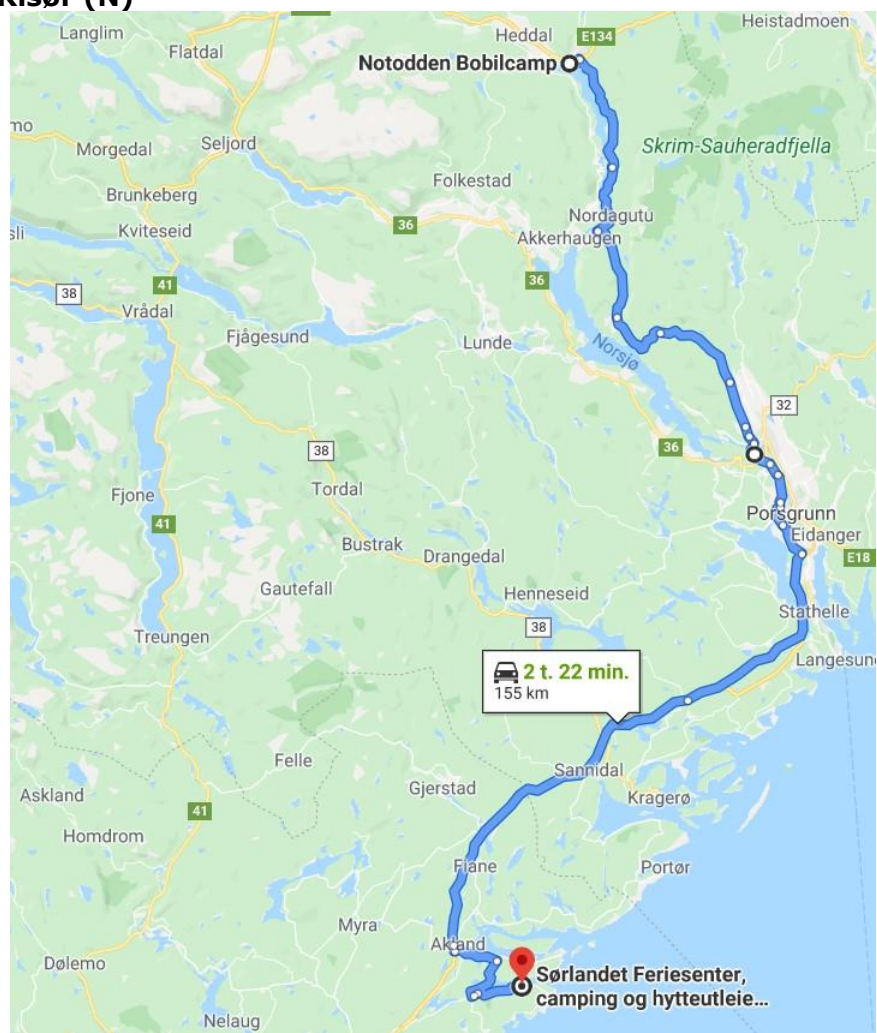 Risør (N)
Langlim
Heddal
E134
Heistadmoen
Flatdal
Notodden Bobilcamp
Morgedal
Seljord
Skrim-Sauheradfjella
Brunkeberg
Folkestad
Kviteseid
36
Nordagutu
Akkerhaugen
41
38
36
Vrådal
Fjågesund
Lunde
Norsjø
32
38
36
Fjone
Tordal
Porsgrunn
41
Bustrak
Drangedal
Eidanger
E18
Gautefall
Henneseid
Stathelle
Treungen
38
Langesund
2 t. 22 min.
155 km
Felle
Sannidal
Askland
Gjerstad
Kragerø
41
Homdrom
Fiane
Portør
Myra
Akland
Dølemo
Sørlandet Feriesenter,
camping og hytteutleie...
Nelaug